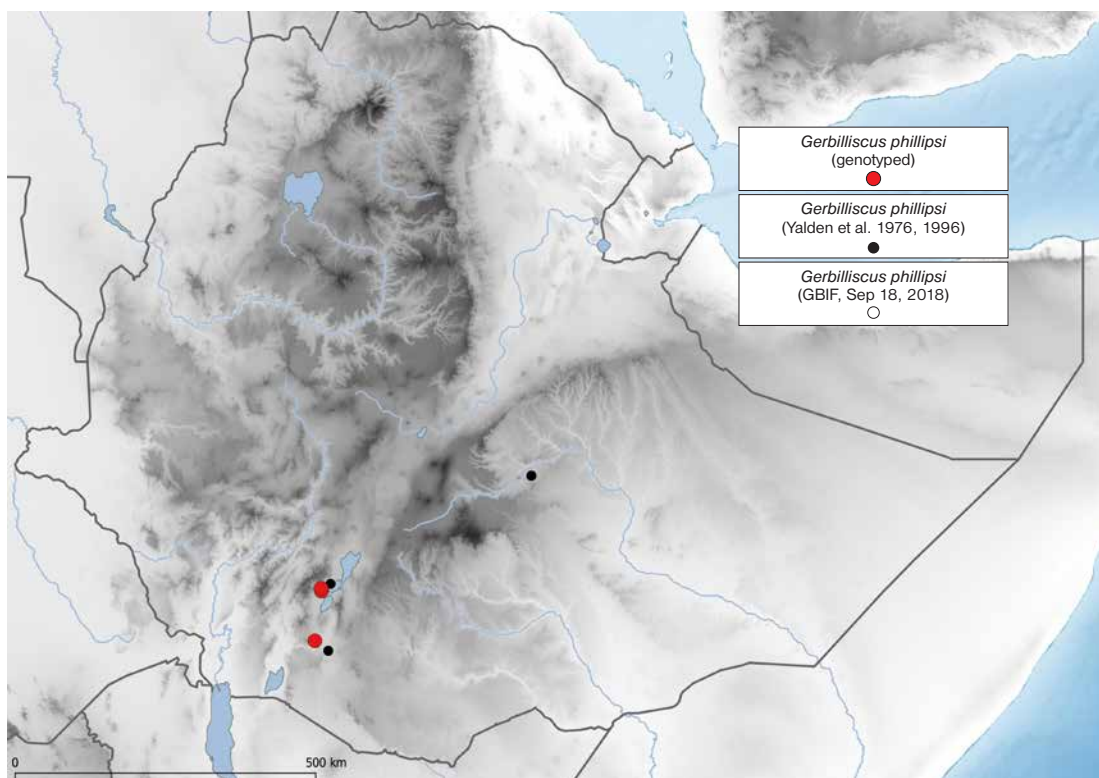 Gerbilliscus phillipsi
(genotyped)
Gerbilliscus phillipsi
(Yalden et al. 1976, 1996)
Gerbilliscus phillipsi
(GBIF, Sep 18, 2018)
0 500 km